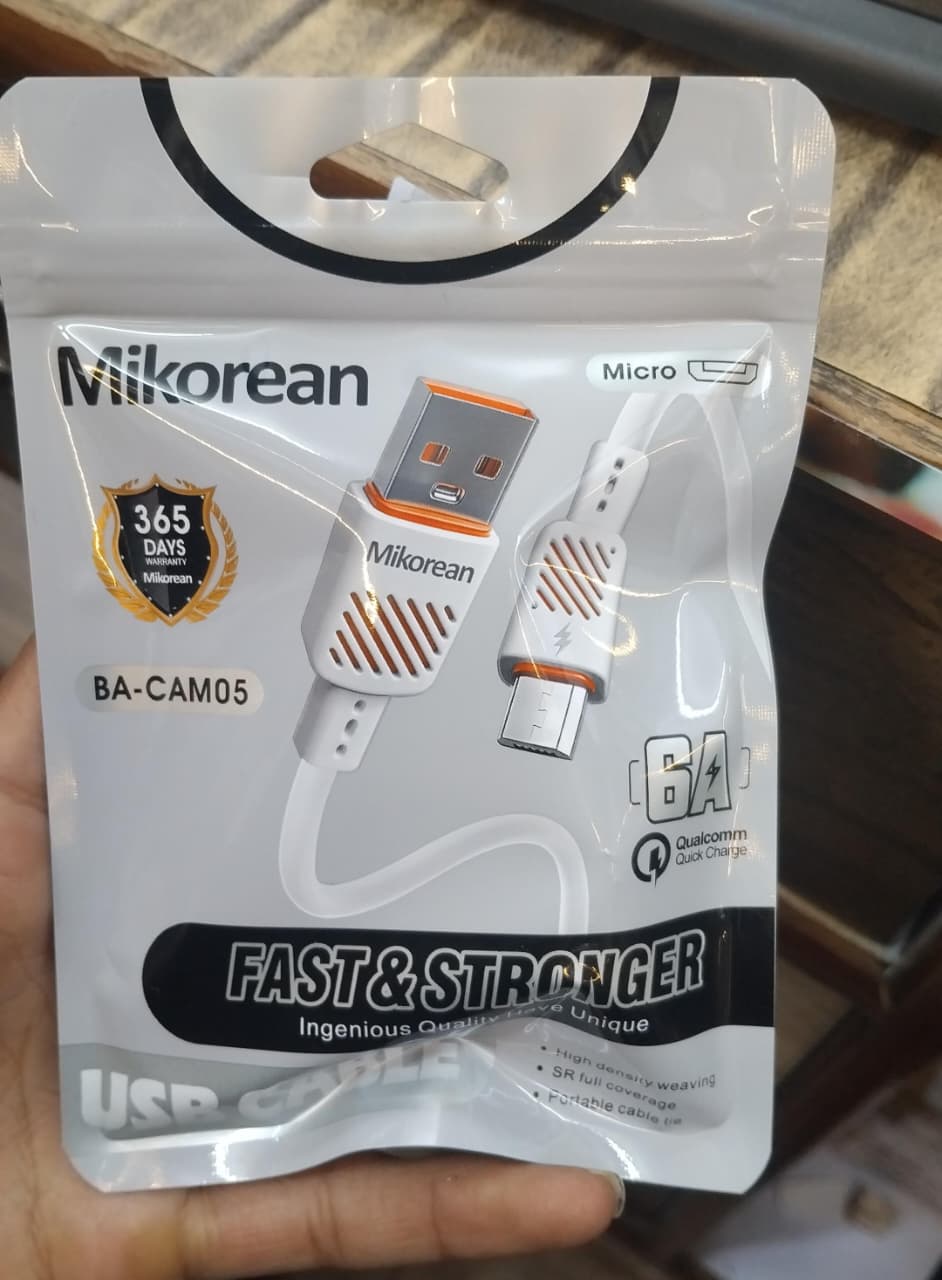 Mikorean
Micro
365
DAYS
WARRANTY
Mikorean
Mikorean
BA-CAM05
6A
Qualcomm
Quick Charge
FAST & STRONGER
Ingenious Quality Have Unique
USB CABLE
• High density weaving
• SR full coverage
• Portable cable tie